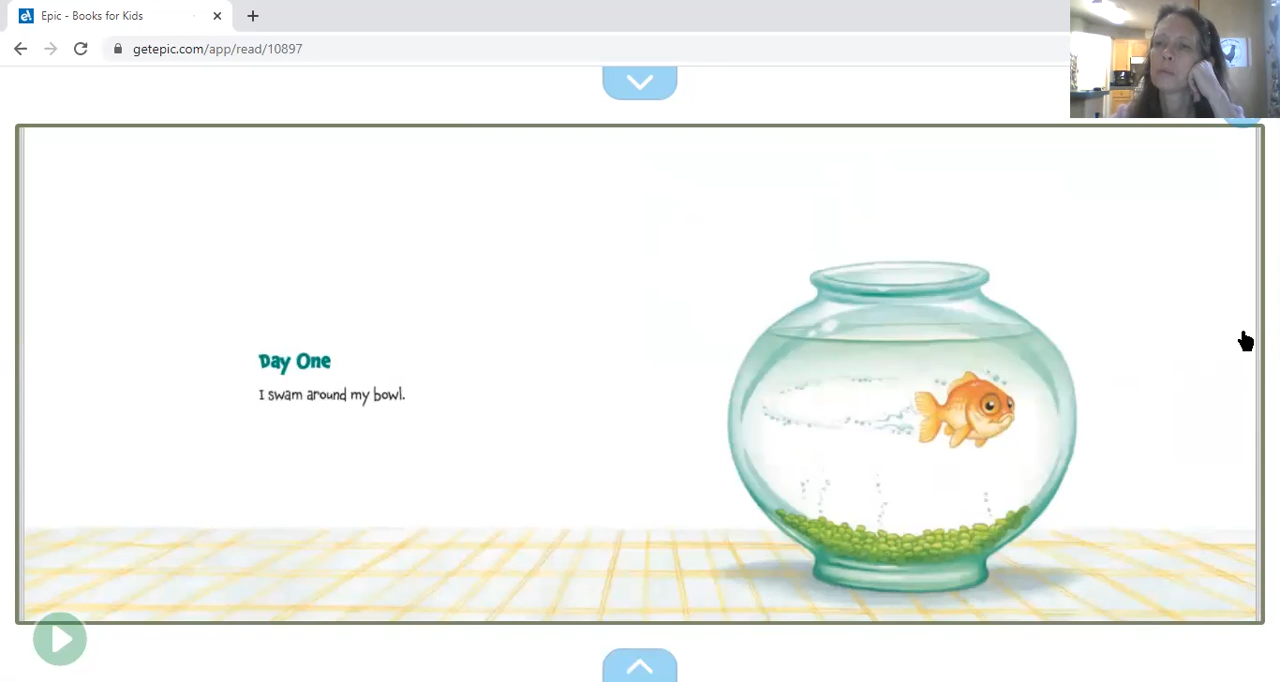 Epic - Books for Kids
getepic.com/app/read/10897
Day One
I swam around my bowl.